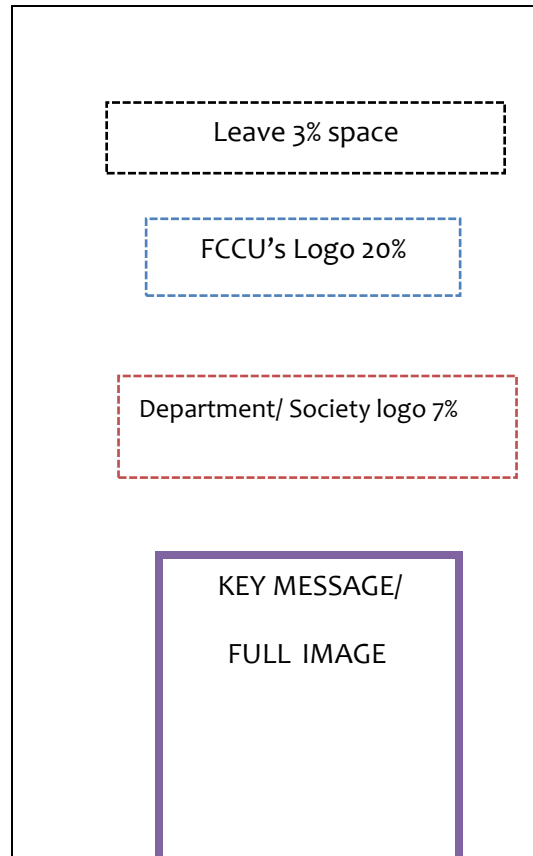 Leave 3% space
FCCU's Logo 20%
Department/ Society logo 7%
KEY MESSAGE/
FULL IMAGE